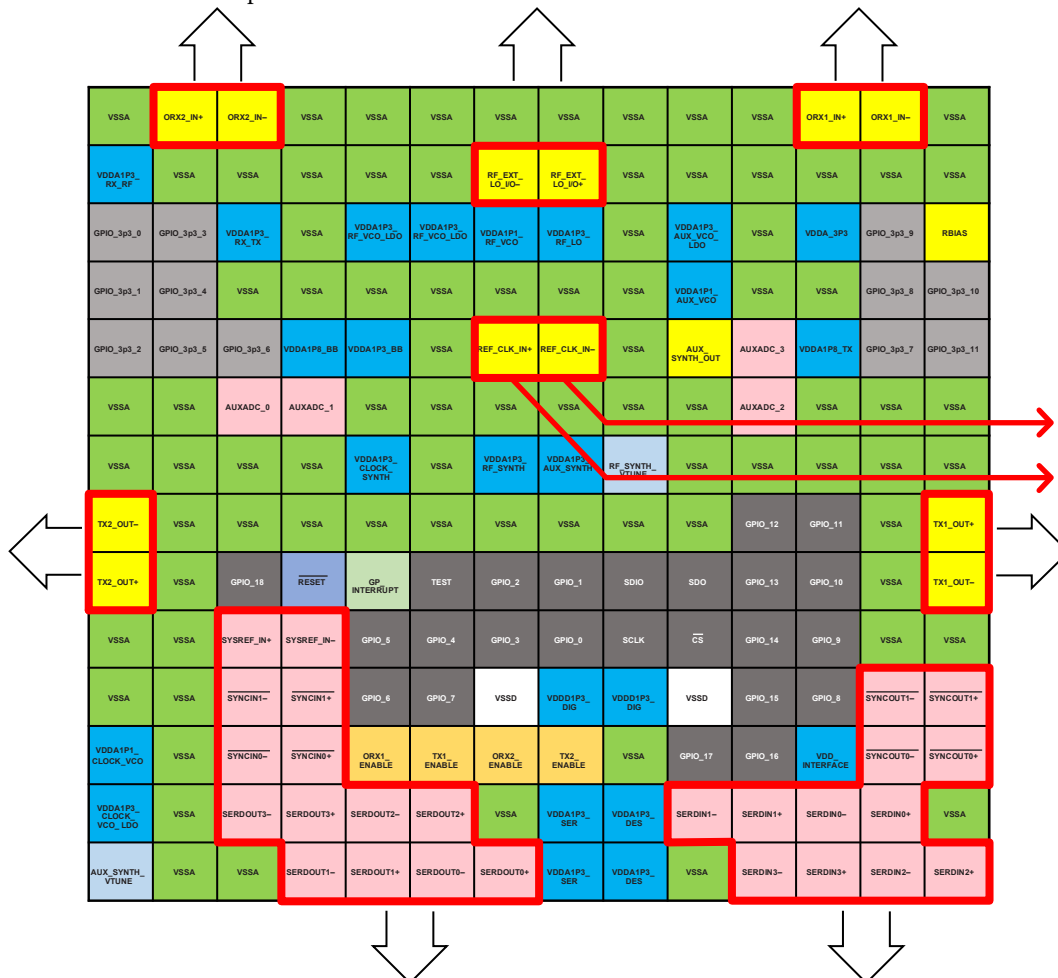 VSSA ORX2_IN+ ORX2_IN– VSSA VSSA VSSA VSSA VSSA VSSA VSSA VSSA ORX1_IN+ ORX1_IN– VSSA
VDDA1P3_ RX_RF VSSA VSSA VSSA VSSA VSSA RF_EXT_ LO_I/O– RF_EXT_ LO_I/O+ VSSA VSSA VSSA VSSA VSSA VSSA
GPIO_3p3_0 GPIO_3p3_3 VDDA1P3_ RX_TX VSSA VDDA1P3_ RF_VCO_LDO VDDA1P3_ RF_VCO_LDO VDDA1P1_ RF_VCO VDDA1P3_ RF_LO VSSA VDDA1P3_ AUX_VCO_ LDO VSSA VDDA_3P3 GPIO_3p3_9 RBIAS
GPIO_3p3_1 GPIO_3p3_4 VSSA VSSA VSSA VSSA VSSA VSSA VSSA VDDA1P1_ AUX_VCO VSSA VSSA GPIO_3p3_8 GPIO_3p3_10
GPIO_3p3_2 GPIO_3p3_5 GPIO_3p3_6 VDDA1P8_BB VDDA1P3_BB VSSA REF_CLK_IN+ REF_CLK_IN– VSSA AUX_ SYNTH_OUT AUXADC_3 VDDA1P8_TX GPIO_3p3_7 GPIO_3p3_11
VSSA VSSA AUXADC_0 AUXADC_1 VSSA VSSA VSSA VSSA VSSA VSSA AUXADC_2 VSSA VSSA VSSA
VSSA VSSA VSSA VSSA VDDA1P3_ CLOCK_ SYNTH VSSA VDDA1P3_ RF_SYNTH VDDA1P3_ AUX_SYNTH RF_SYNTH_ VTUNE VSSA VSSA VSSA VSSA VSSA
TX2_OUT– VSSA VSSA VSSA VSSA VSSA VSSA VSSA VSSA VSSA GPIO_12 GPIO_11 VSSA TX1_OUT+
TX2_OUT+ VSSA GPIO_18 RESET GP_ INTERRUPT TEST GPIO_2 GPIO_1 SDIO SDO GPIO_13 GPIO_10 VSSA TX1_OUT–
VSSA VSSA SYSREF_IN+ SYSREF_IN– GPIO_5 GPIO_4 GPIO_3 GPIO_0 SCLK CS GPIO_14 GPIO_9 VSSA VSSA
VSSA VSSA SYNCIN1– SYNCIN1+ GPIO_6 GPIO_7 VSSD VDDD1P3_ DIG VDDD1P3_ DIG VSSD GPIO_15 GPIO_8 SYNCOUT1– SYNCOUT1+
VDDA1P1_ CLOCK_VCO VSSA SYNCIN0– SYNCIN0+ ORX1_ ENABLE TX1_ ENABLE ORX2_ ENABLE TX2_ ENABLE VSSA GPIO_17 GPIO_16 VDD_ INTERFACE SYNCOUT0– SYNCOUT0+
VDDA1P3_ CLOCK_ VCO_LDO VSSA SERDOUT3– SERDOUT3+ SERDOUT2– SERDOUT2+ VSSA VDDA1P3_ SER VDDA1P3_ DES SERDIN1– SERDIN1+ SERDIN0– SERDIN0+ VSSA
AUX_SYNTH_ VTUNE VSSA VSSA SERDOUT1– SERDOUT1+ SERDOUT0– SERDOUT0+ VDDA1P3_ SER VDDA1P3_ DES VSSA SERDIN3– SERDIN3+ SERDIN2– SERDIN2+